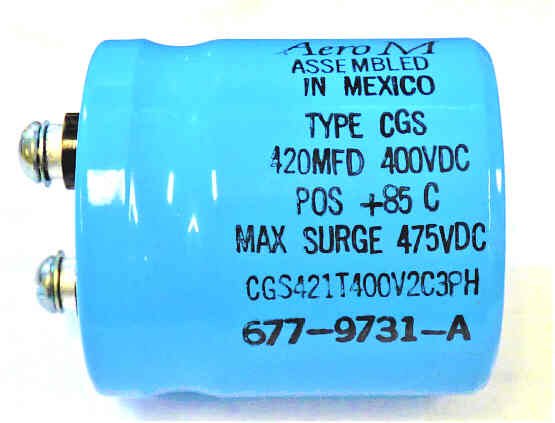 Aero M
ASSEMBLED
IN MEXICO
TYPE CGS
420MFD 400VDC
POS +85 C
MAX SURGE 475VDC
CGS421T400V2C3PH
677-9731-A